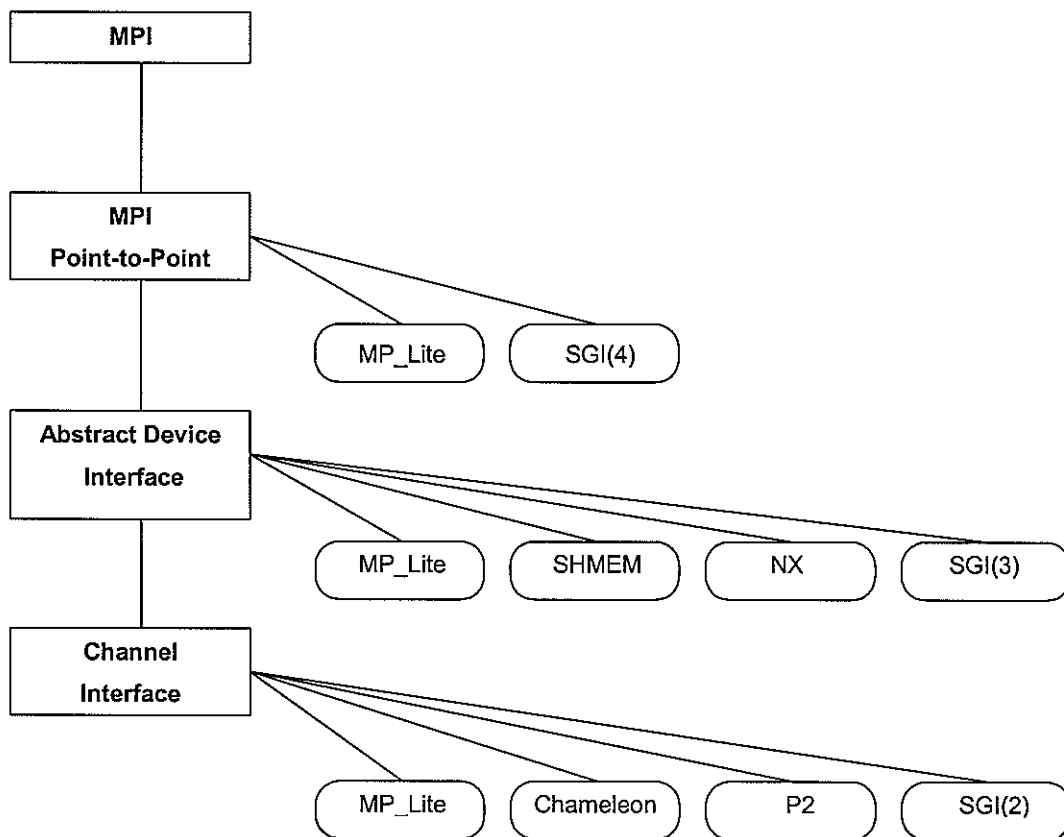 MPI
MPI
Point-to-Point
MP_Lite
SGI(4)
Abstract Device
Interface
MP_Lite
SHMEM
NX
SGI(3)
Channel
Interface
MP_Lite
Chameleon
P2
SGI(2)